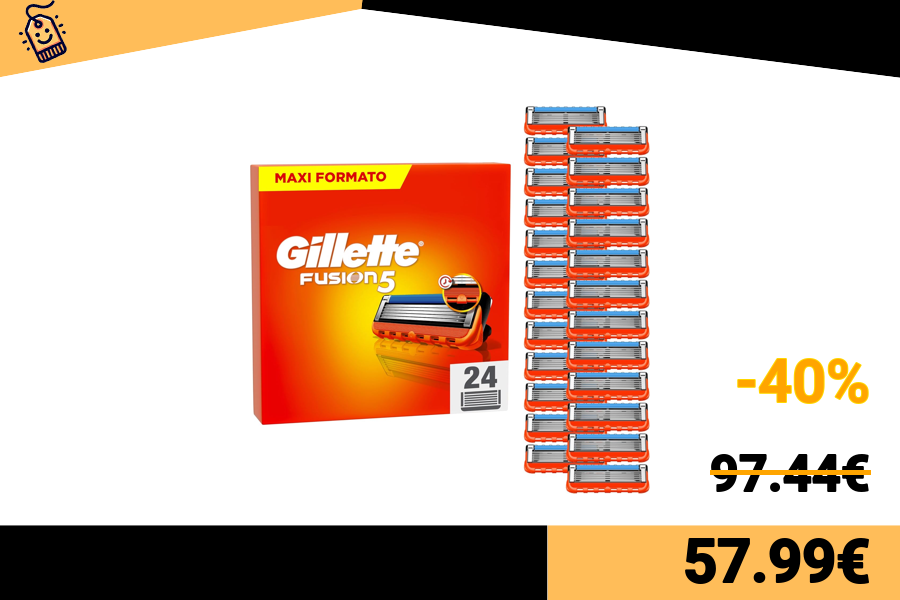 MAXI FORMATO
Gillette®
FUSION5
24
-40%
97.44€
57.99€